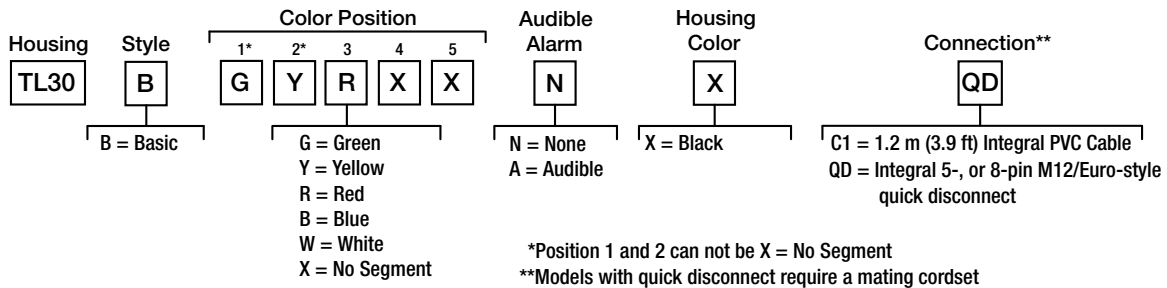 Color Position
Audible Alarm
Housing Color
Housing
Style
1* 2* 3 4 5
Connection**
TL30 B G Y R X X N X QD
B = Basic
G = Green
Y = Yellow
R = Red
B = Blue
W = White
X = No Segment
N = None
A = Audible
X = Black
C1 = 1.2 m (3.9 ft) Integral PVC Cable
QD = Integral 5-, or 8-pin M12/Euro-style
quick disconnect
*Position 1 and 2 can not be X = No Segment
**Models with quick disconnect require a mating cordset